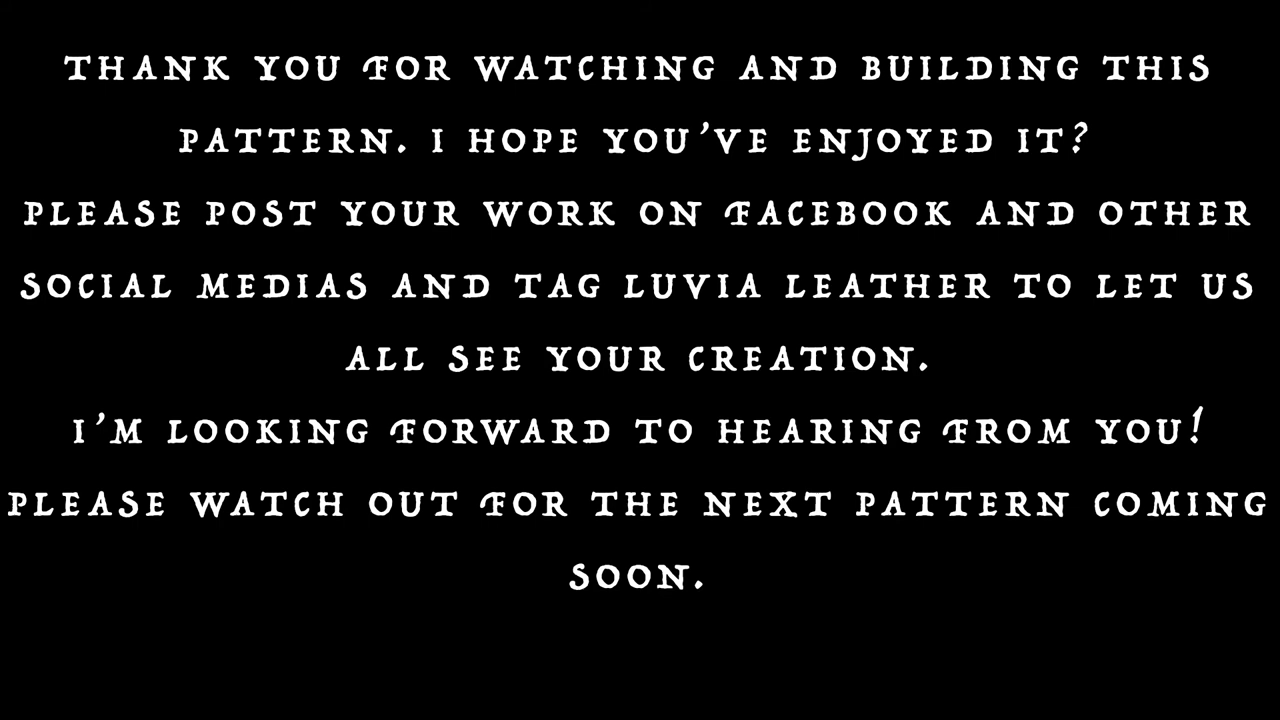 THANK YOU FOR WATCHING AND BUILDING THIS
PATTERN. I HOPE YOU'VE ENJOYED IT?
PLEASE POST YOUR WORK ON FACEBOOK AND OTHER
SOCIAL MEDIAS AND TAG LUVIA LEATHER TO LET US
ALL SEE YOUR CREATION.
I'M LOOKING FORWARD TO HEARING FROM YOU!
PLEASE WATCH OUT FOR THE NEXT PATTERN COMING
SOON.